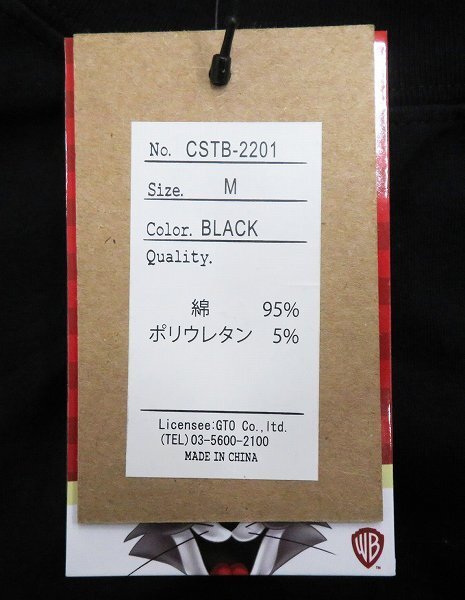 No. CSTB-2201
Size. M
Color. BLACK
Quality.
綿 95%
ポリウレタン 5%
Licensee:GTO Co.,ltd.
(TEL)03-5600-2100
MADE IN CHINA
WB